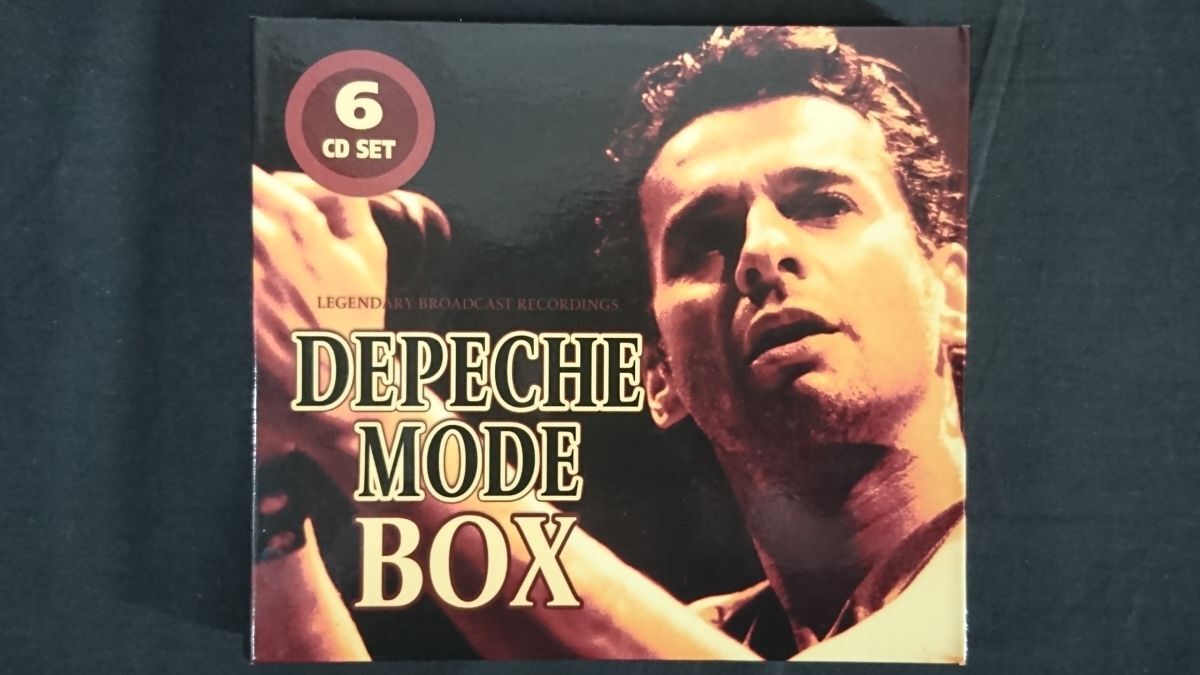 6
CD SET
LEGENDARY BROADCAST RECORDINGS
DEPECHE
MODE
BOX